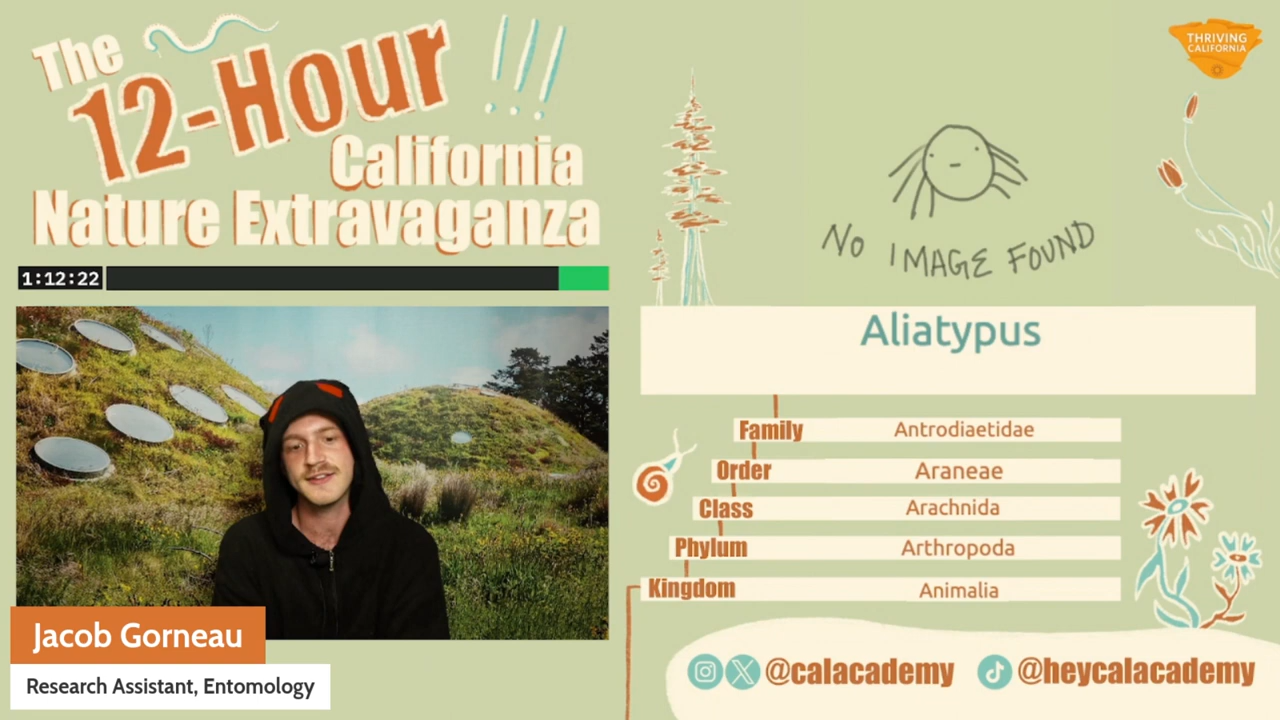 The
12-Hour !!!
California
Nature Extravaganza
1:12:22
Jacob Gorneau
Research Assistant, Entomology
THRIVING
CALIFORNIA
NO IMAGE FOUND
Aliatypus
Family Antrodiaetidae
Order Araneae
Class Arachnida
Phylum Arthropoda
Kingdom Animalia
@calacademy @heycalacademy